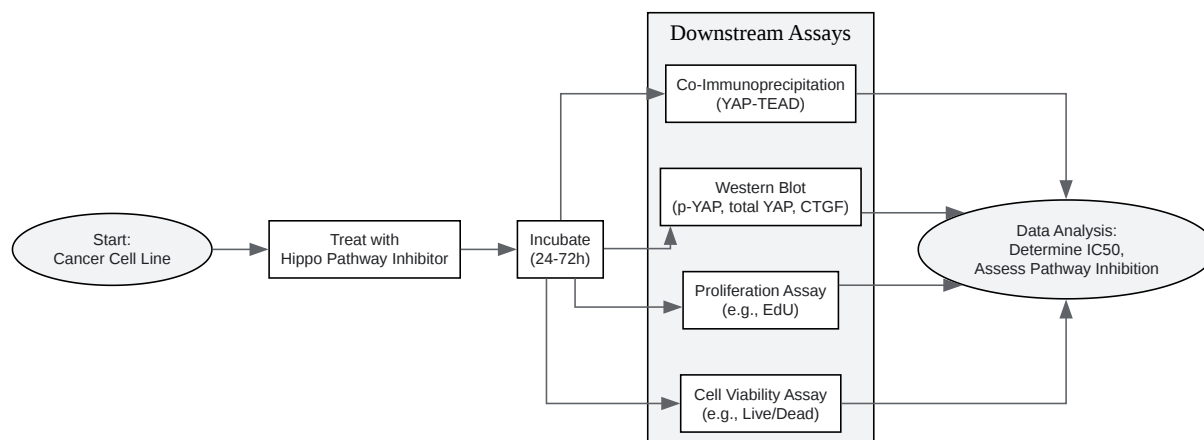 Downstream Assays
Co-Immunoprecipitation
(YAP-TEAD)
Western Blot
(p-YAP, total YAP, CTGF)
Start:
Cancer Cell Line
Treat with
Hippo Pathway Inhibitor
Incubate
(24-72h)
Data Analysis:
Determine IC50,
Assess Pathway Inhibition
Proliferation Assay
(e.g., EdU)
Cell Viability Assay
(e.g., Live/Dead)